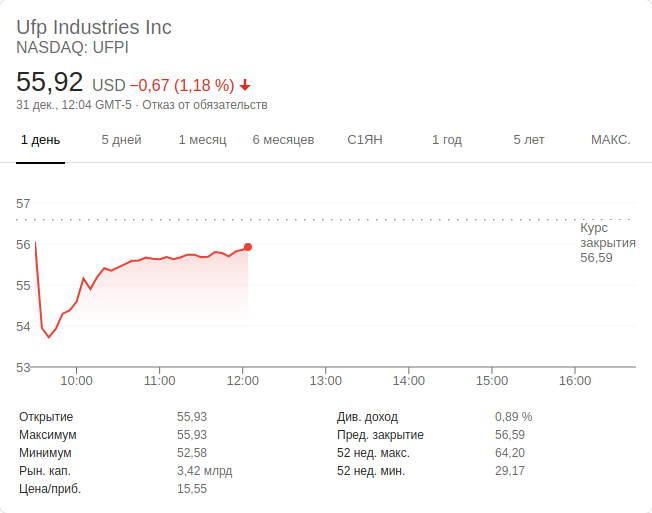 Ufp Industries Inc
NASDAQ: UFPI
55,92 USD −0,67 (1,18 %)
31 дек., 12:04 GMT-5 · Отказ от обязательств
1 день 5 дней 1 месяц 6 месяцев С1ЯН 1 год 5 лет МАКС.
57
Курс
закрытия
56,59
56
55
54
53
10:00 11:00 12:00 13:00 14:00 15:00 16:00
Открытие 55,93
Максимум 55,93
Минимум 52,58
Рын. кап. 3,42 млрд
Цена/приб. 15,55
Див. доход 0,89 %
Пред. закрытие 56,59
52 нед. макс. 64,20
52 нед. мин. 29,17